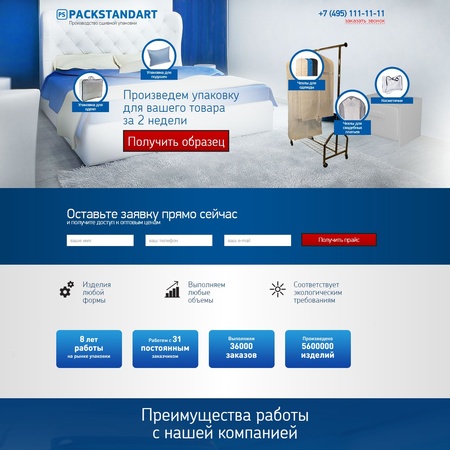 PS PACKSTANDART
Производство сшивной упаковки
+7 (495) 111-11-11
заказать звонок
Упаковка для
подушек
Упаковка для
одеял
Чехлы для
одежды
Косметички
Чехлы для
свадебных
платьев
Произведем упаковку
для вашего товара
за 2 недели
Получить образец
Оставьте заявку прямо сейчас
и получите доступ к оптовым ценам
ваше имя
ваш телефон
ваш e-mail
Получить прайс
Изделия
любой
формы
Выполняем
любые
объемы
Соответствует
экологическим
требованиям
8 лет
работы
на рынке упаковки
Работаем с 31
постоянным
заказчиком
Выполнили
36000
заказов
Произведено
5600000
изделий
Преимущества работы
с нашей компанией